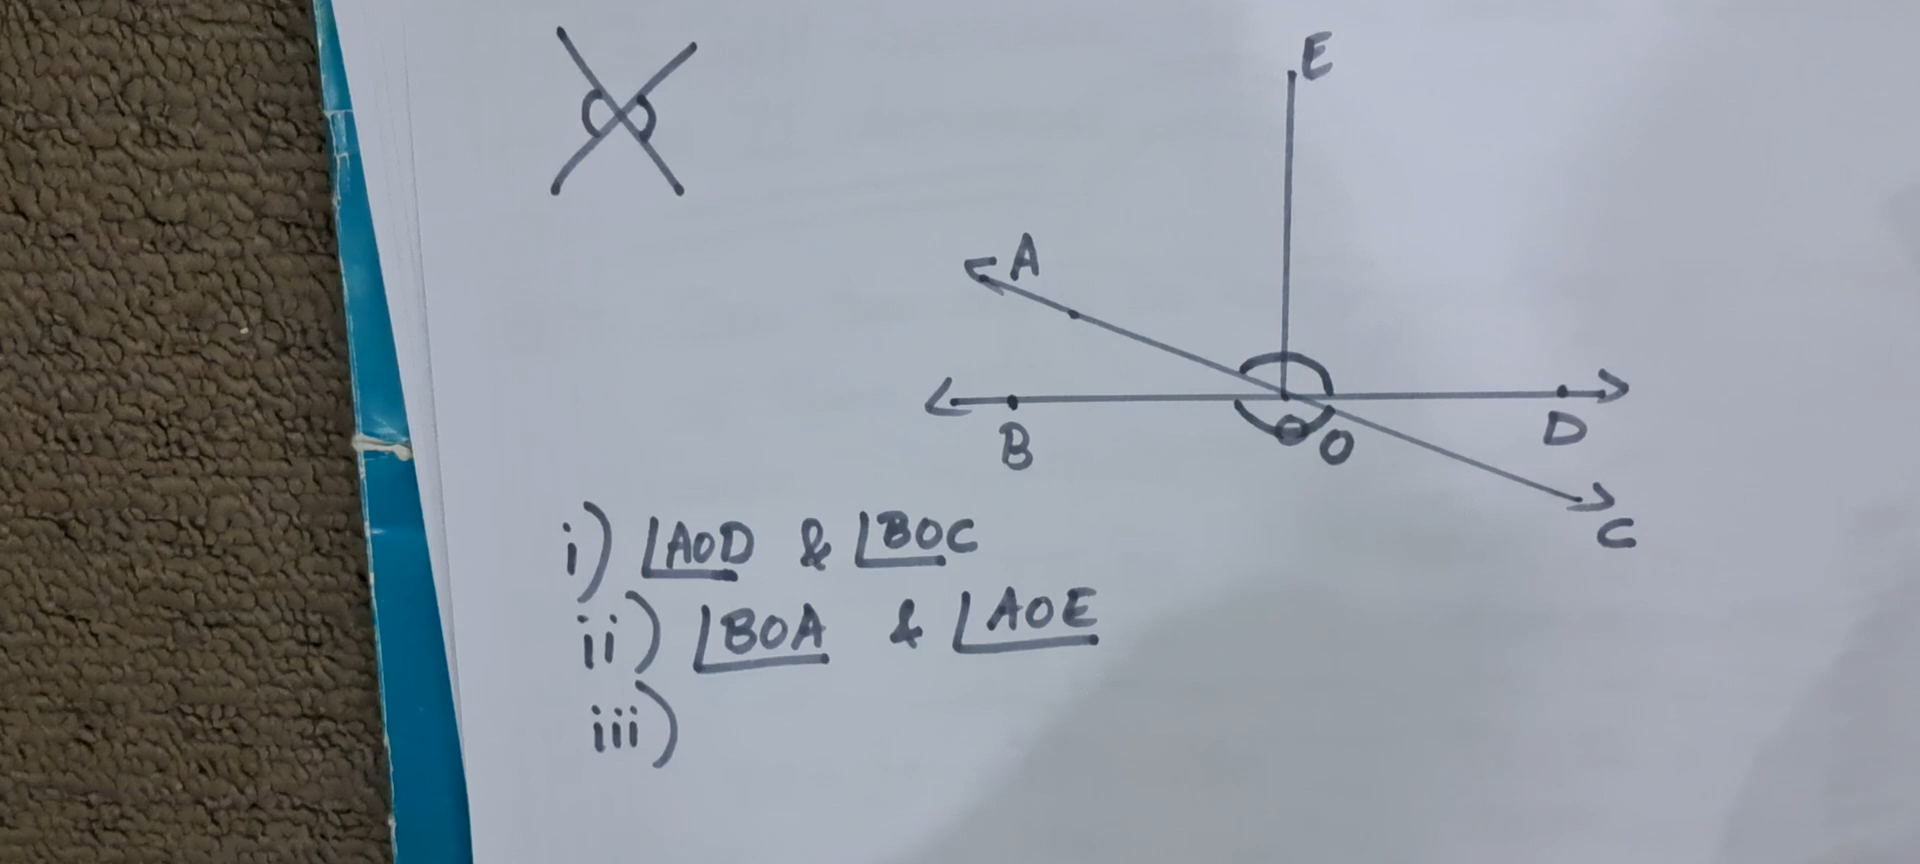 E
A
B
O
D
C
i) ∠AOD & ∠BOC
ii) ∠BOA & ∠AOE
iii)